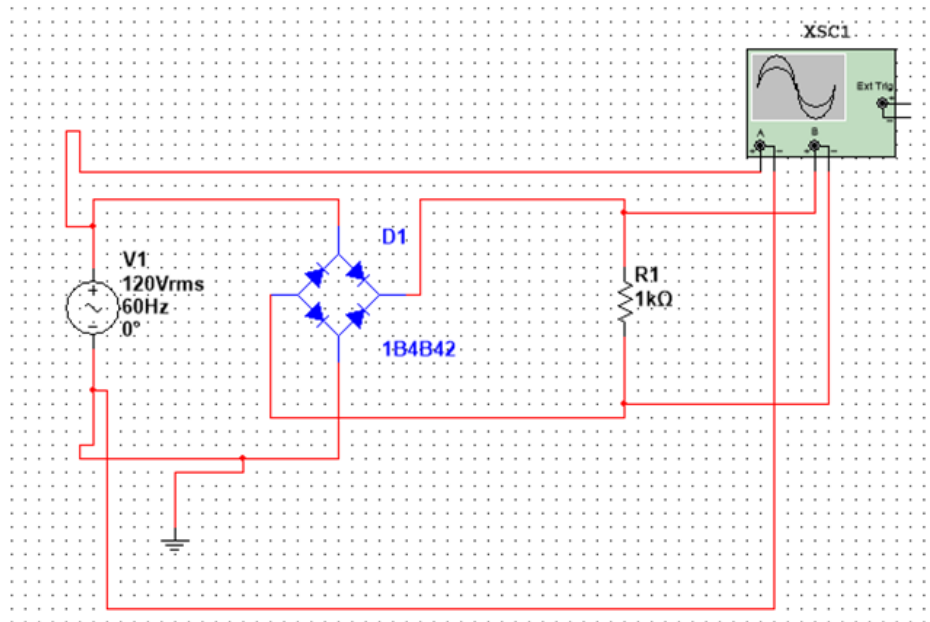 XSC1
Ext Trig
+
−
A
B
+ − + −
D1
V1
120Vrms
60Hz
0°
+
~
−
R1
1kΩ
1B4B42